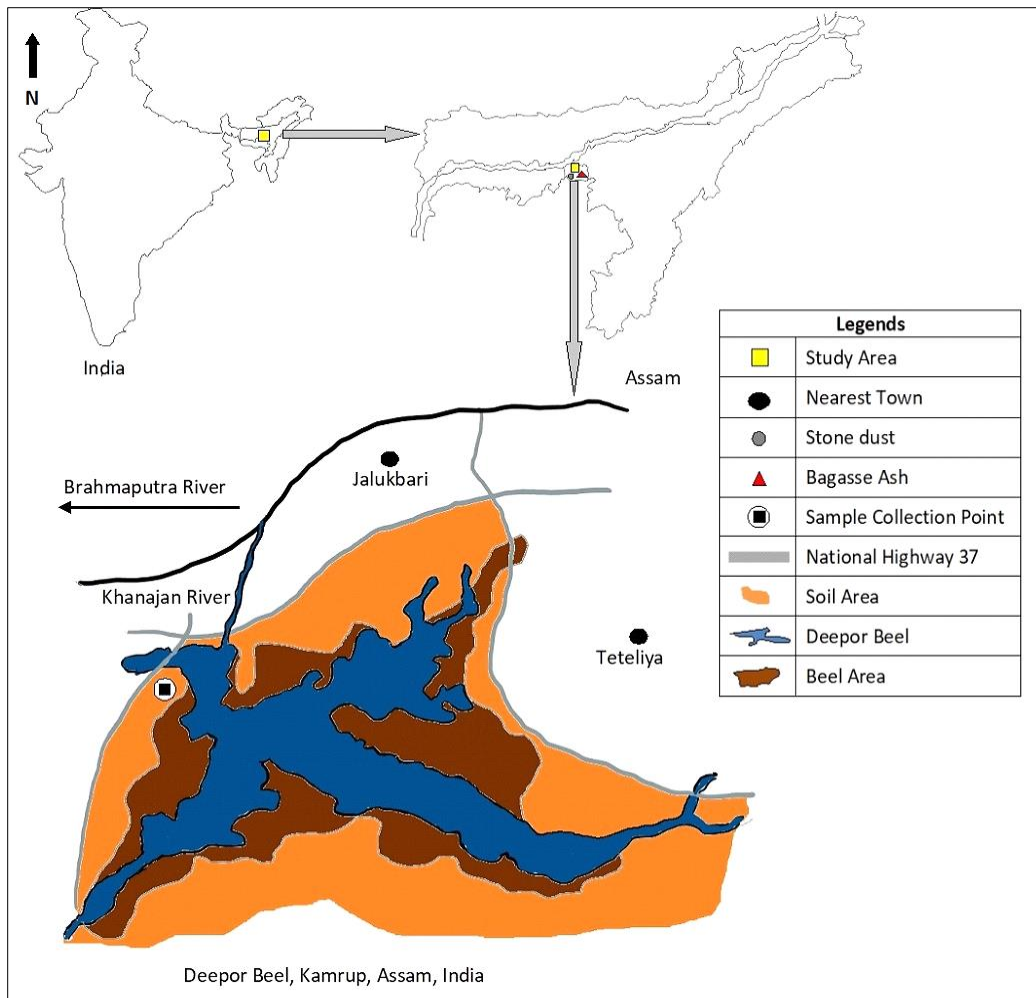 N
India
Assam
Legends
Study Area
Nearest Town
Stone dust
Bagasse Ash
Sample Collection Point
National Highway 37
Soil Area
Deepor Beel
Beel Area
Jalukbari
Brahmaputra River
Khanajan River
Teteliya
Deepor Beel, Kamrup, Assam, India